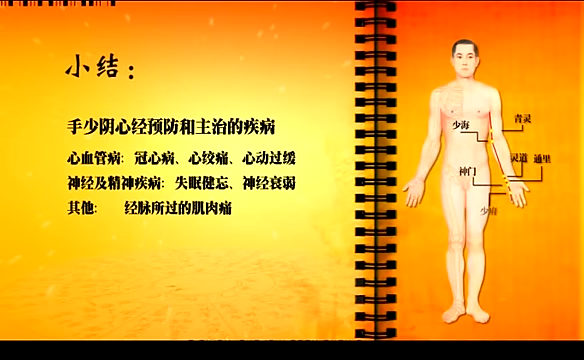 小结：
手少阴心经预防和主治的疾病
心血管病：冠心病、心绞痛、心动过缓
神经及精神疾病：失眠健忘、神经衰弱
其他： 经脉所过的肌肉痛
青灵
少海
灵道
通里
神门
少府